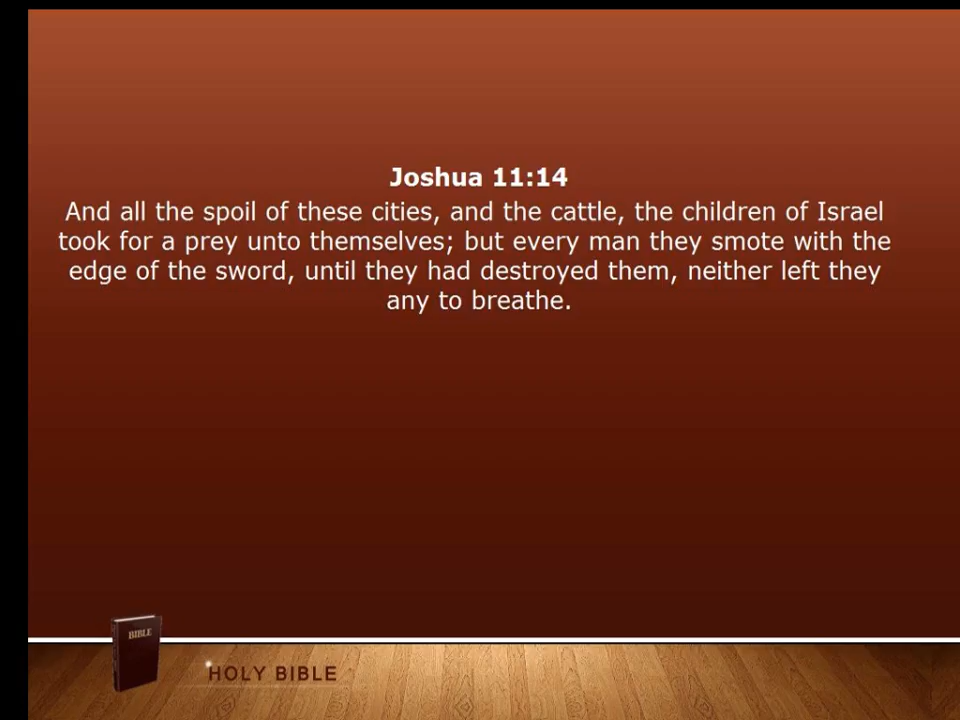 Joshua 11:14
And all the spoil of these cities, and the cattle, the children of Israel
took for a prey unto themselves; but every man they smote with the
edge of the sword, until they had destroyed them, neither left they
any to breathe.
BIBLE
HOLY BIBLE